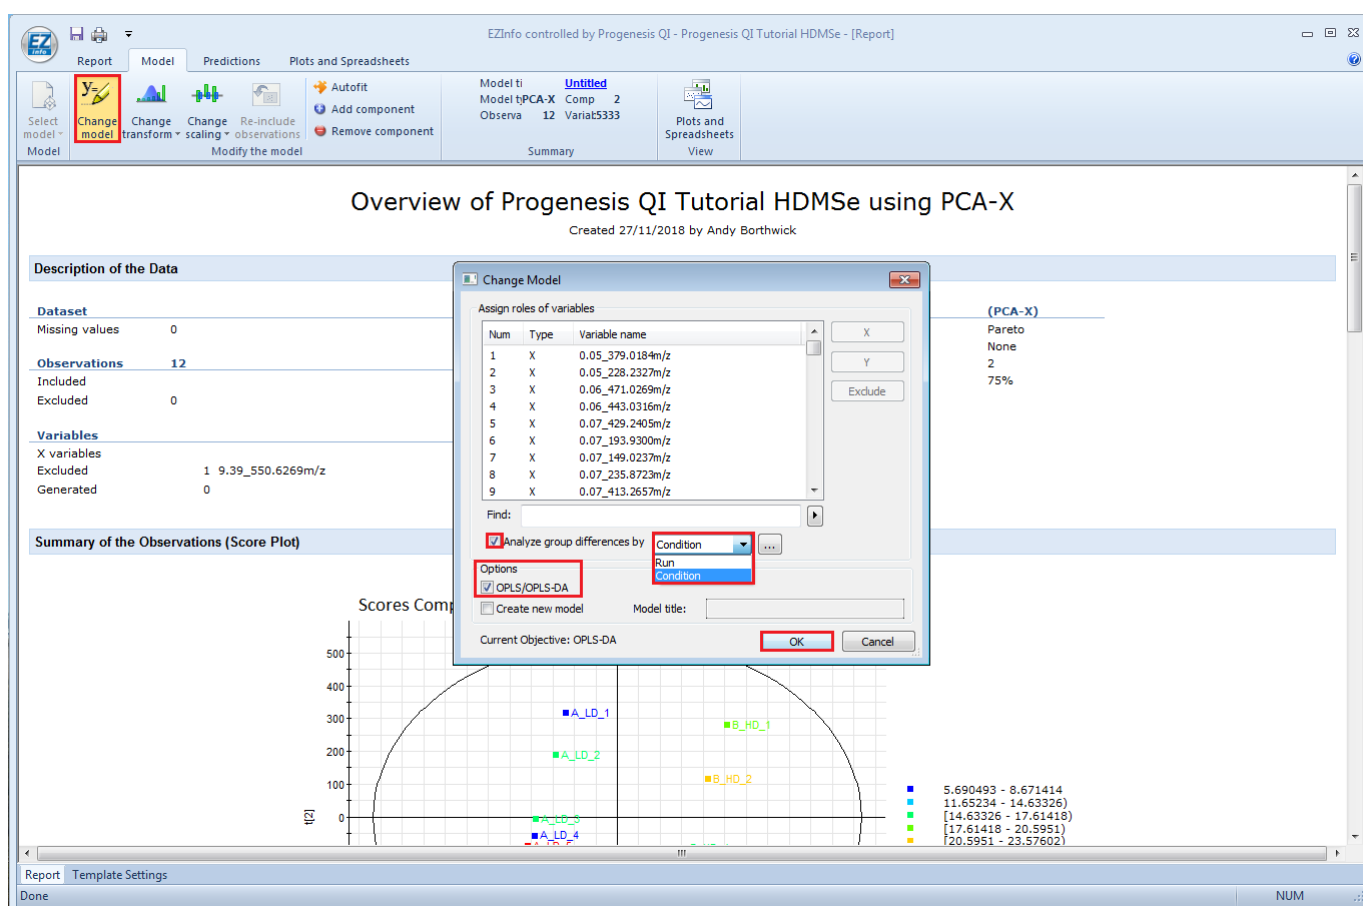 EZInfo controlled by Progenesis QI - Progenesis QI Tutorial HDMSe - [Report]
EZ
info
Report Model Predictions Plots and Spreadsheets
Select model
Change model
Change transform
Change scaling
Re-include observations
Autofit
Add component
Remove component
Model ti Untitled
Model t PCA-X Comp 2
Observa 12 Variat 5333
Plots and Spreadsheets
Model Modify the model Summary View
Overview of Progenesis QI Tutorial HDMSe using PCA-X
Created 27/11/2018 by Andy Borthwick
Description of the Data
Dataset (PCA-X)
Missing values 0 Pareto
None
Observations 12 2
Included 75%
Excluded 0
Variables
X variables
Excluded 1 9.39_550.6269m/z
Generated 0
Summary of the Observations (Score Plot)
Change Model
Assign roles of variables
Num Type Variable name
1 X 0.05_379.0184m/z
2 X 0.05_228.2327m/z
3 X 0.06_471.0269m/z
4 X 0.06_443.0316m/z
5 X 0.07_429.2405m/z
6 X 0.07_193.9300m/z
7 X 0.07_149.0237m/z
8 X 0.07_235.8723m/z
9 X 0.07_413.2657m/z
X
Y
Exclude
Find:
Analyze group differences by Condition ...
Run
Condition
Options
OPLS/OPLS-DA
Create new model Model title:
Current Objective: OPLS-DA OK Cancel
Scores Comp
500
400
300
200
100
0
t[2]
A_LD_1
B_HD_1
A_LD_2
B_HD_2
A_LD_3
A_LD_4
5.690493 - 8.671414
11.65234 - 14.63326)
[14.63326 - 17.61418)
[17.61418 - 20.5951)
[20.5951 - 23.57602)
Report Template Settings
Done NUM